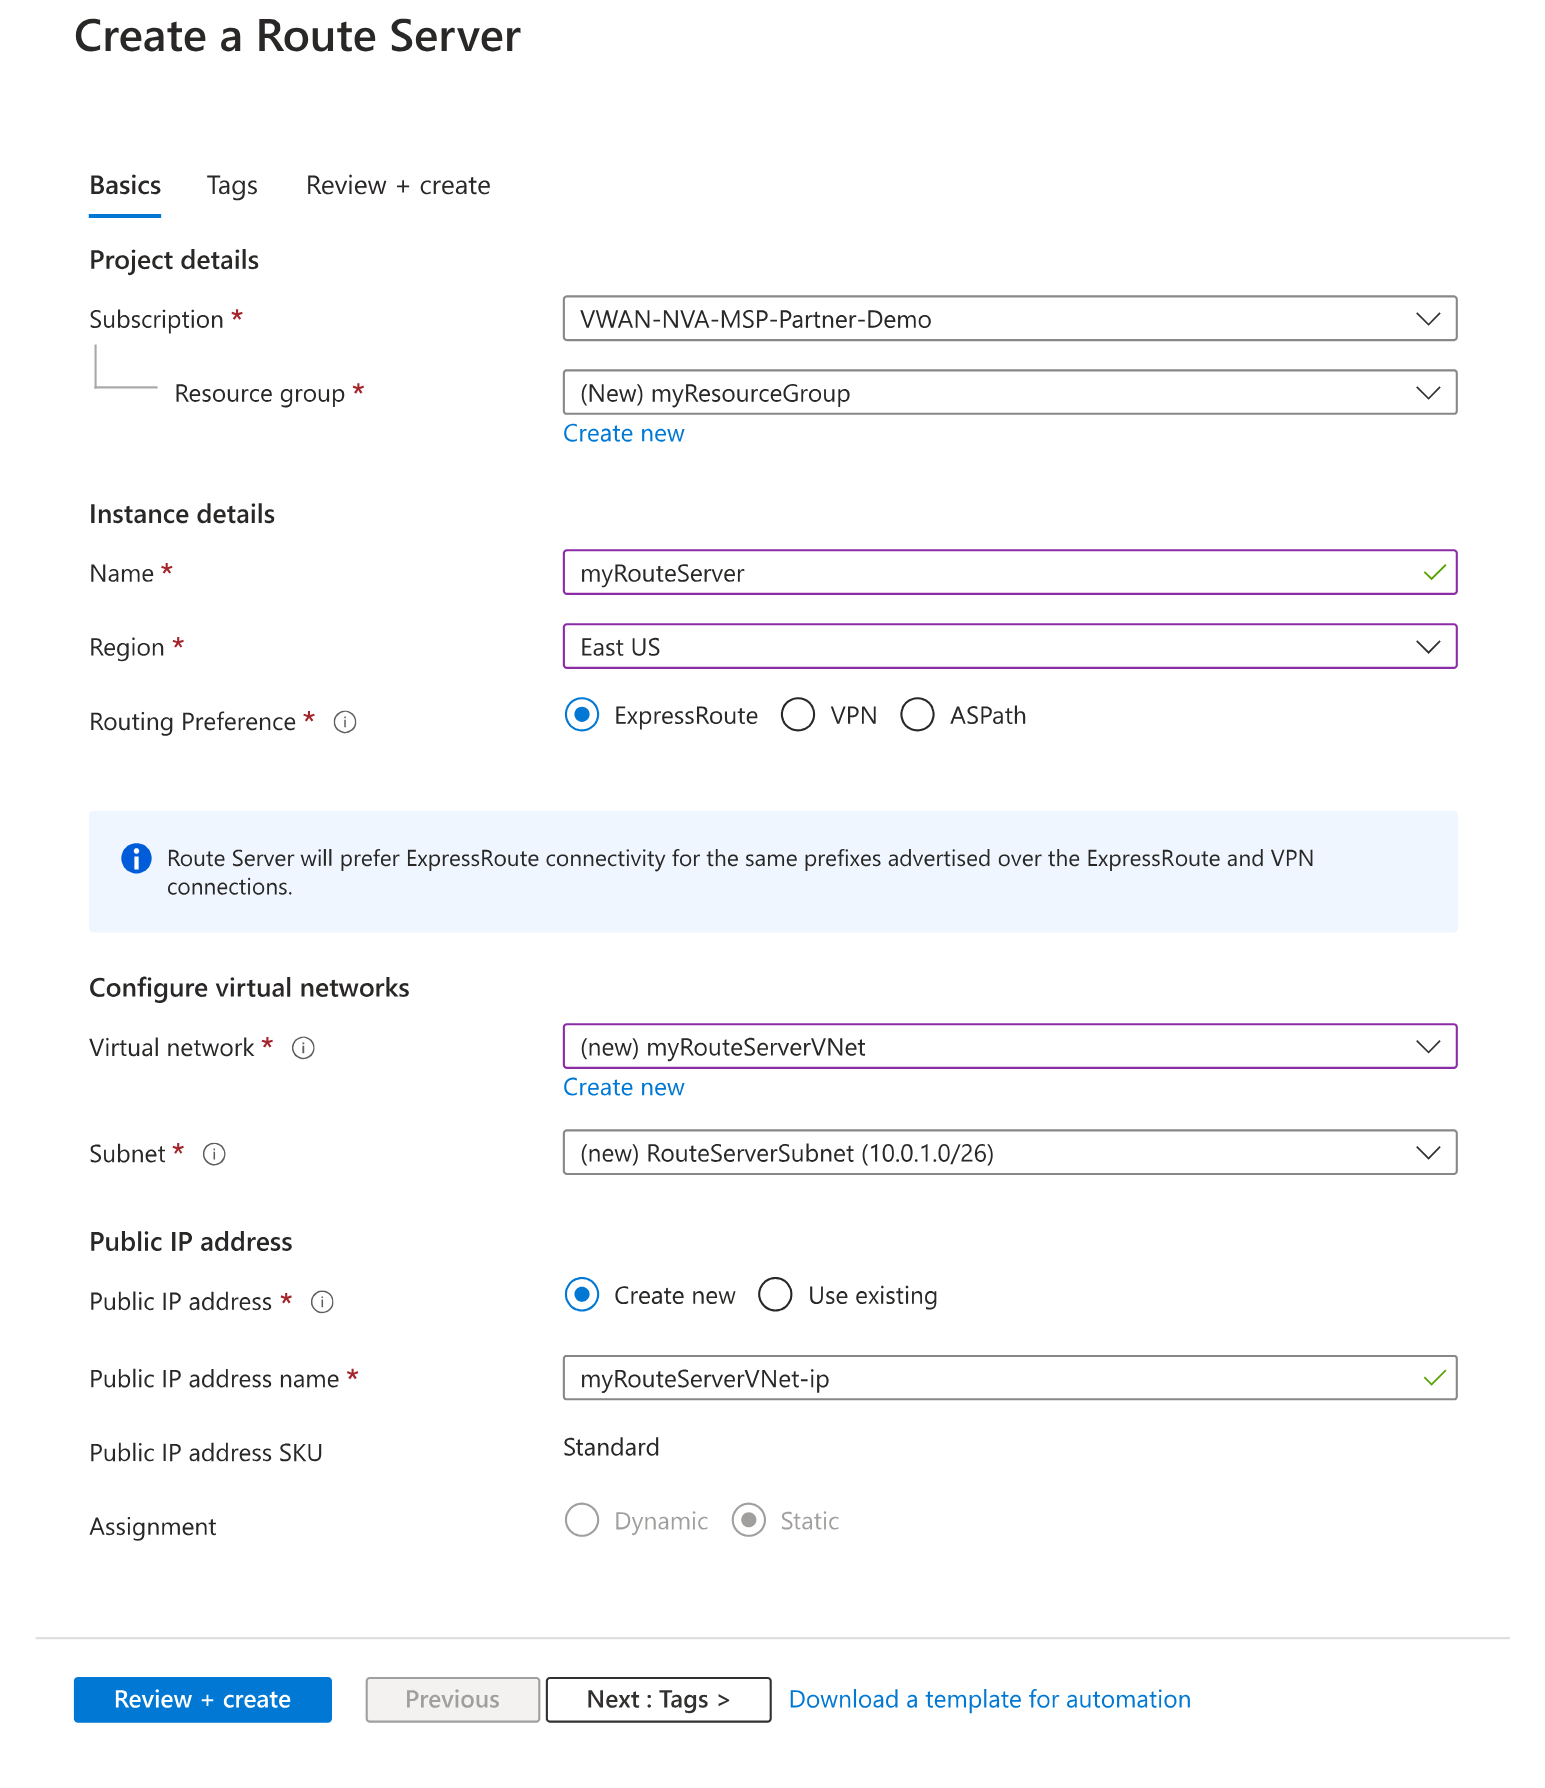 Create a Route Server
Basics Tags Review + create
Project details
Subscription * VWAN-NVA-MSP-Partner-Demo
Resource group * (New) myResourceGroup
Create new
Instance details
Name * myRouteServer
Region * East US
Routing Preference * ExpressRoute VPN ASPath
Route Server will prefer ExpressRoute connectivity for the same prefixes advertised over the ExpressRoute and VPN
connections.
Configure virtual networks
Virtual network * (new) myRouteServerVNet
Create new
Subnet * (new) RouteServerSubnet (10.0.1.0/26)
Public IP address
Public IP address * Create new Use existing
Public IP address name * myRouteServerVNet-ip
Public IP address SKU Standard
Assignment Dynamic Static
Review + create Previous Next : Tags > Download a template for automation